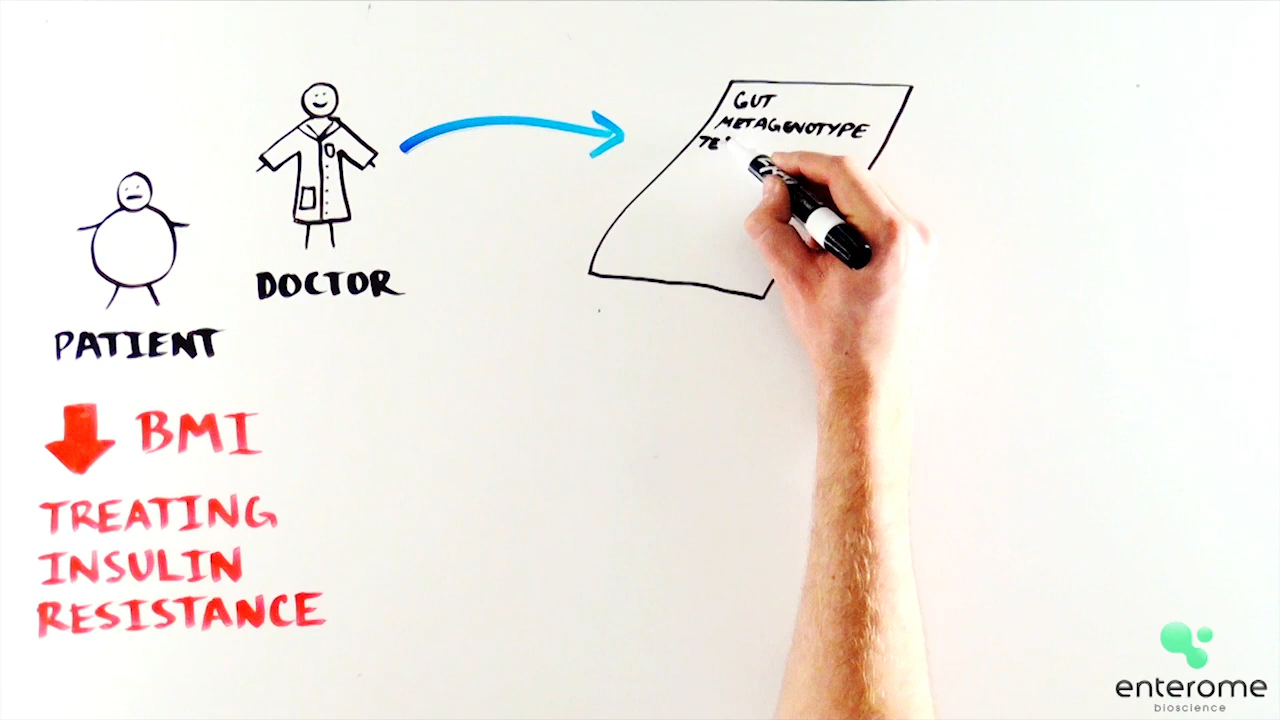 GUT
METAGENOTYPE
DOCTOR
PATIENT
BMI
TREATING
INSULIN
RESISTANCE
enterome
bioscience